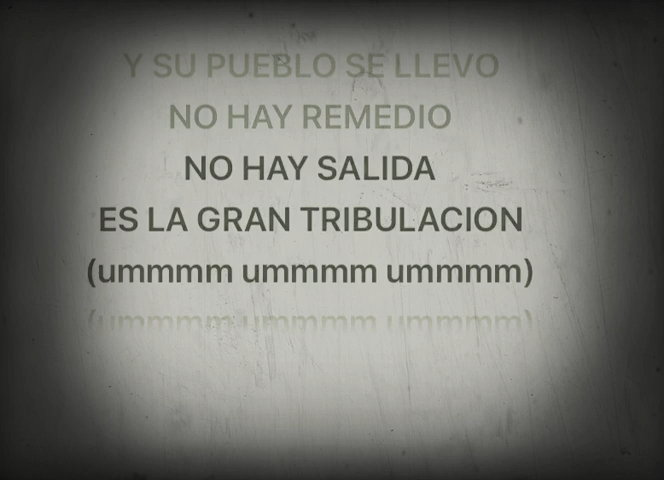 Y SU PUEBLO SE LLEVO
NO HAY REMEDIO
NO HAY SALIDA
ES LA GRAN TRIBULACION
(ummmm ummmm ummmm)
(ummmm ummmm ummmm)